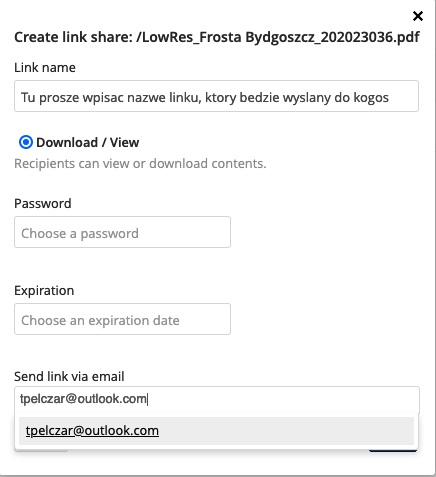 ×
Create link share: /LowRes_Frosta Bydgoszcz_202023036.pdf
Link name
Tu prosze wpisac nazwe linku, ktory bedzie wyslany do kogos
Download / View
Recipients can view or download contents.
Password
Choose a password
Expiration
Choose an expiration date
Send link via email
tpelczar@outlook.com
tpelczar@outlook.com